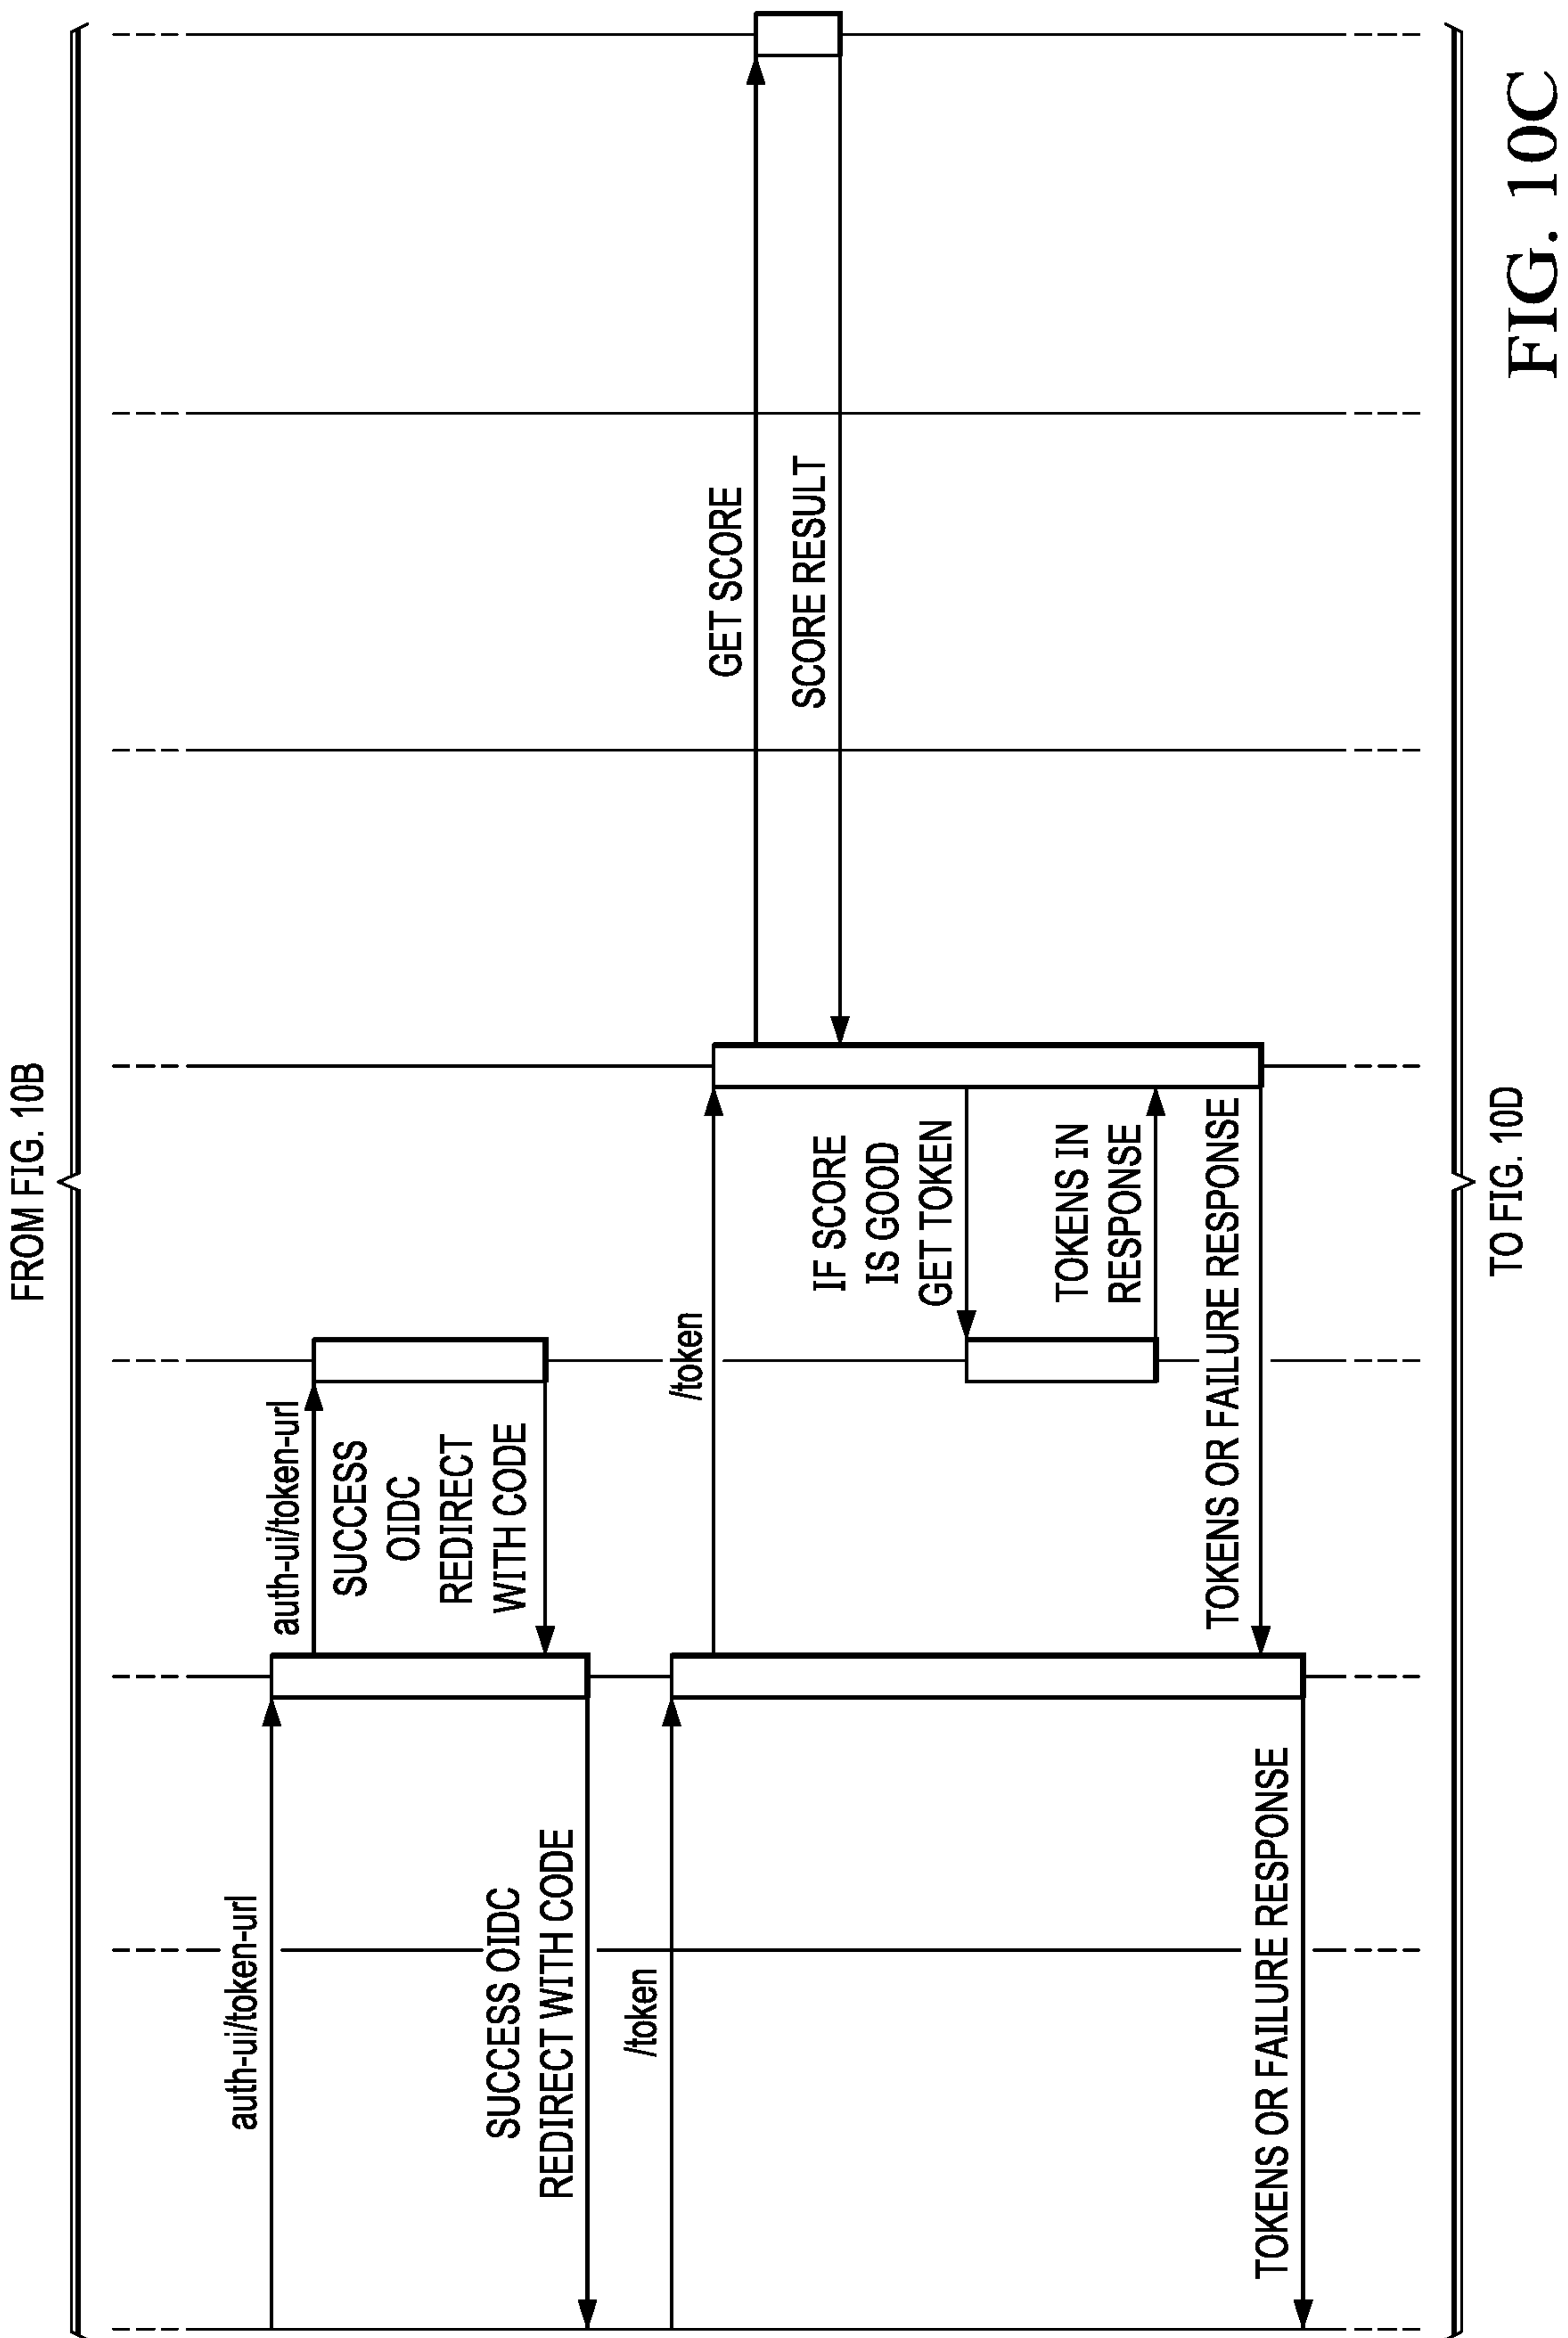 FROM FIG. 10B
auth-ui/token-url
auth-ui/token-url
SUCCESS
OIDC
REDIRECT
WITH CODE
SUCCESS OIDC
REDIRECT WITH CODE
/token
/token
GET SCORE
SCORE RESULT
IF SCORE
IS GOOD
GET TOKEN
TOKENS IN
RESPONSE
TOKENS OR FAILURE RESPONSE
TOKENS OR FAILURE RESPONSE
TO FIG. 10D
FIG. 10C